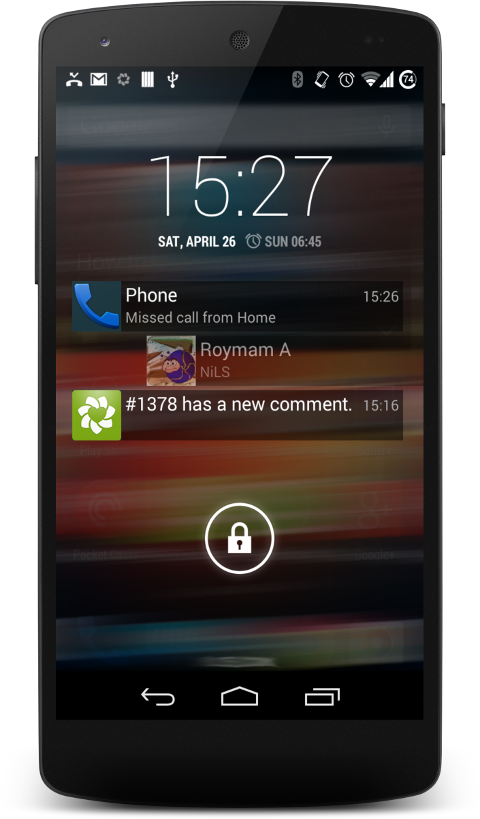 74
15:27
SAT, APRIL 26 SUN 06:45
Phone 15:26
Missed call from Home
Roymam A
NiLS
#1378 has a new comment. 15:16